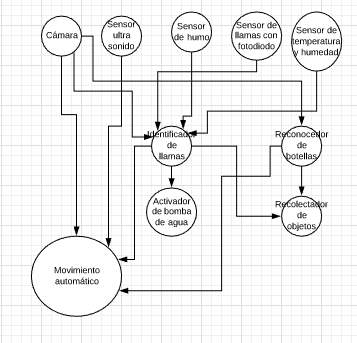 Cámara
Sensor
ultra
sonido
Sensor
de humo
Sensor de
llamas con
fotodiodo
Sensor de
temperatura
y humedad
Identificador
de
llamas
Reconocedor
de
botellas
Activador
de bomba
de agua
Recolectador
de
objetos
Movimiento
automático